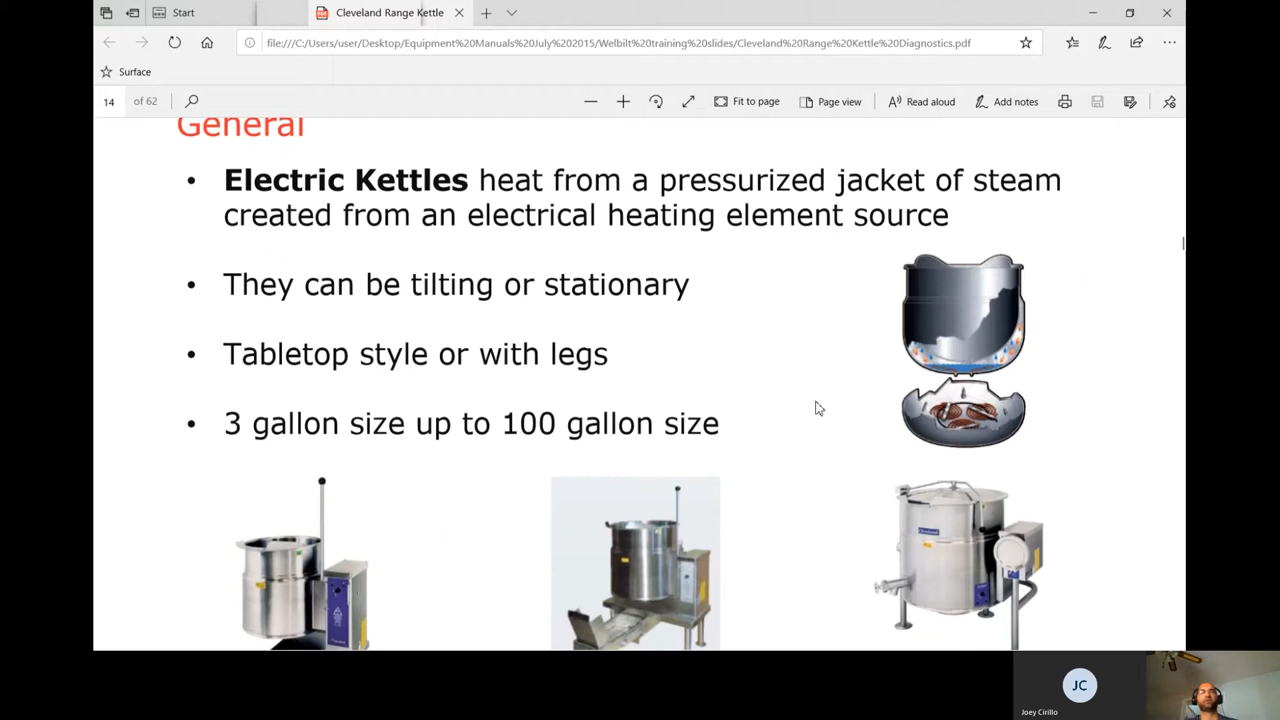 Start
Cleveland Range Kettle
file:///C:/Users/user/Desktop/Equipment%20Manuals%20July%202015/Welbilt%20training%20slides/Cleveland%20Range%20Kettle%20Diagnostics.pdf
Surface
14 of 62
Fit to page
Page view
Read aloud
Add notes
General
• Electric Kettles heat from a pressurized jacket of steam
created from an electrical heating element source
• They can be tilting or stationary
• Tabletop style or with legs
• 3 gallon size up to 100 gallon size
JC
Joey Cirillo